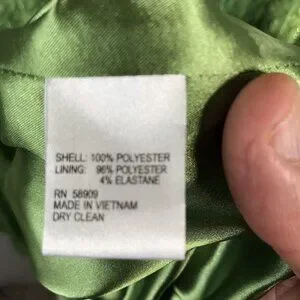 SHELL: 100% POLYESTER
LINING: 96% POLYESTER
4% ELASTANE
RN 58909
MADE IN VIETNAM
DRY CLEAN